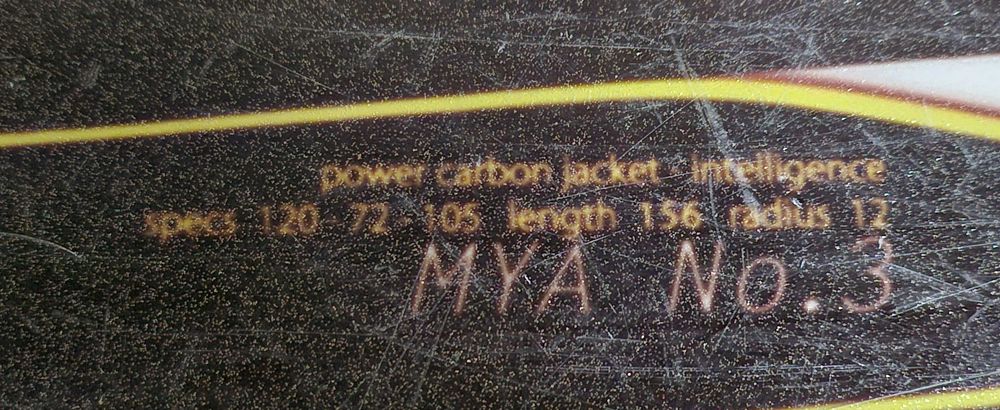 power carbon jacket intelligence
specs 120 - 72 - 105 length 156 radius 12
MYA No.3